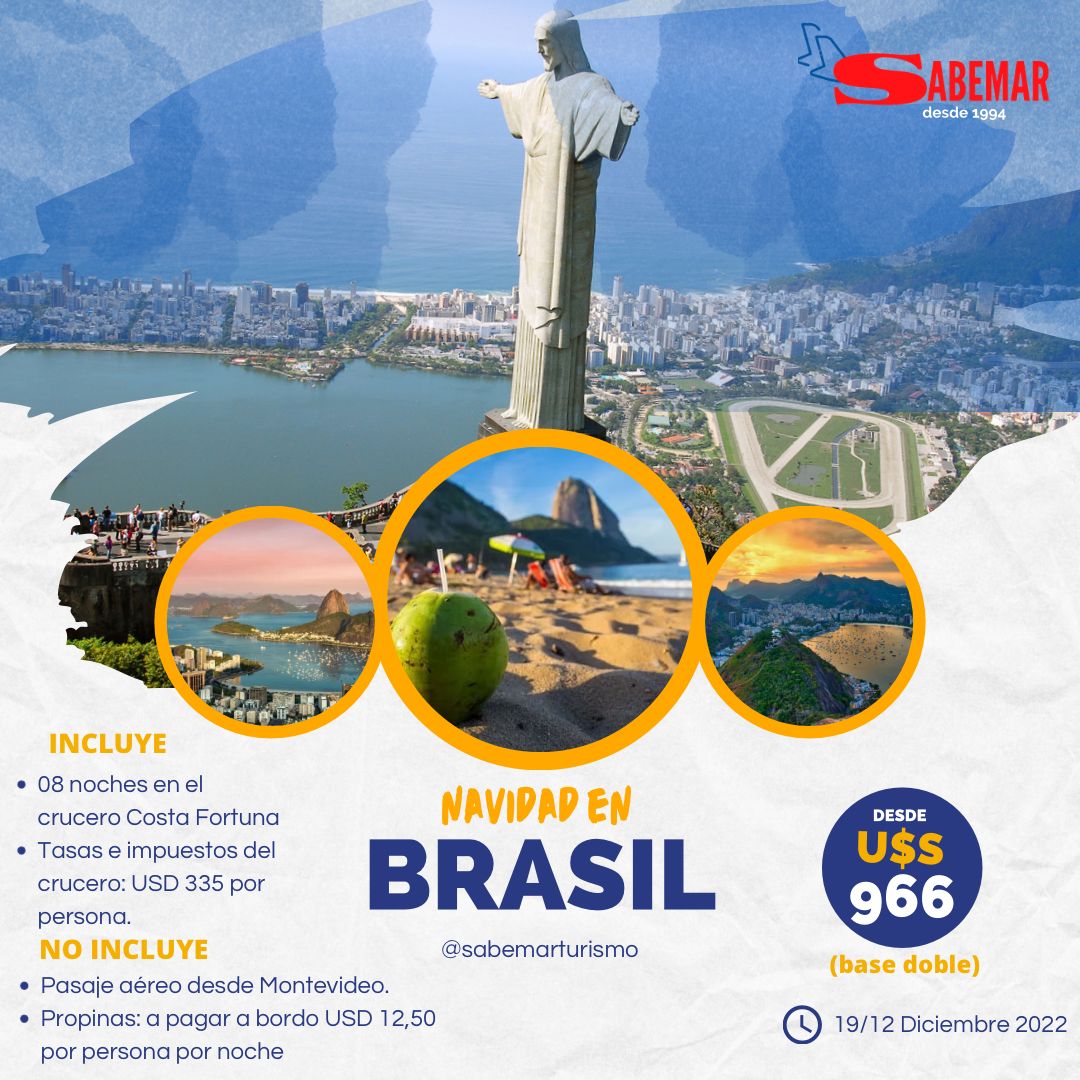 SABEMAR
desde 1994
INCLUYE
• 08 noches en el
crucero Costa Fortuna
• Tasas e impuestos del
crucero: USD 335 por
persona.
NO INCLUYE
• Pasaje aéreo desde Montevideo.
• Propinas: a pagar a bordo USD 12,50
por persona por noche
NAVIDAD EN
BRASIL
@sabemarturismo
DESDE
U$S
966
(base doble)
19/12 Diciembre 2022